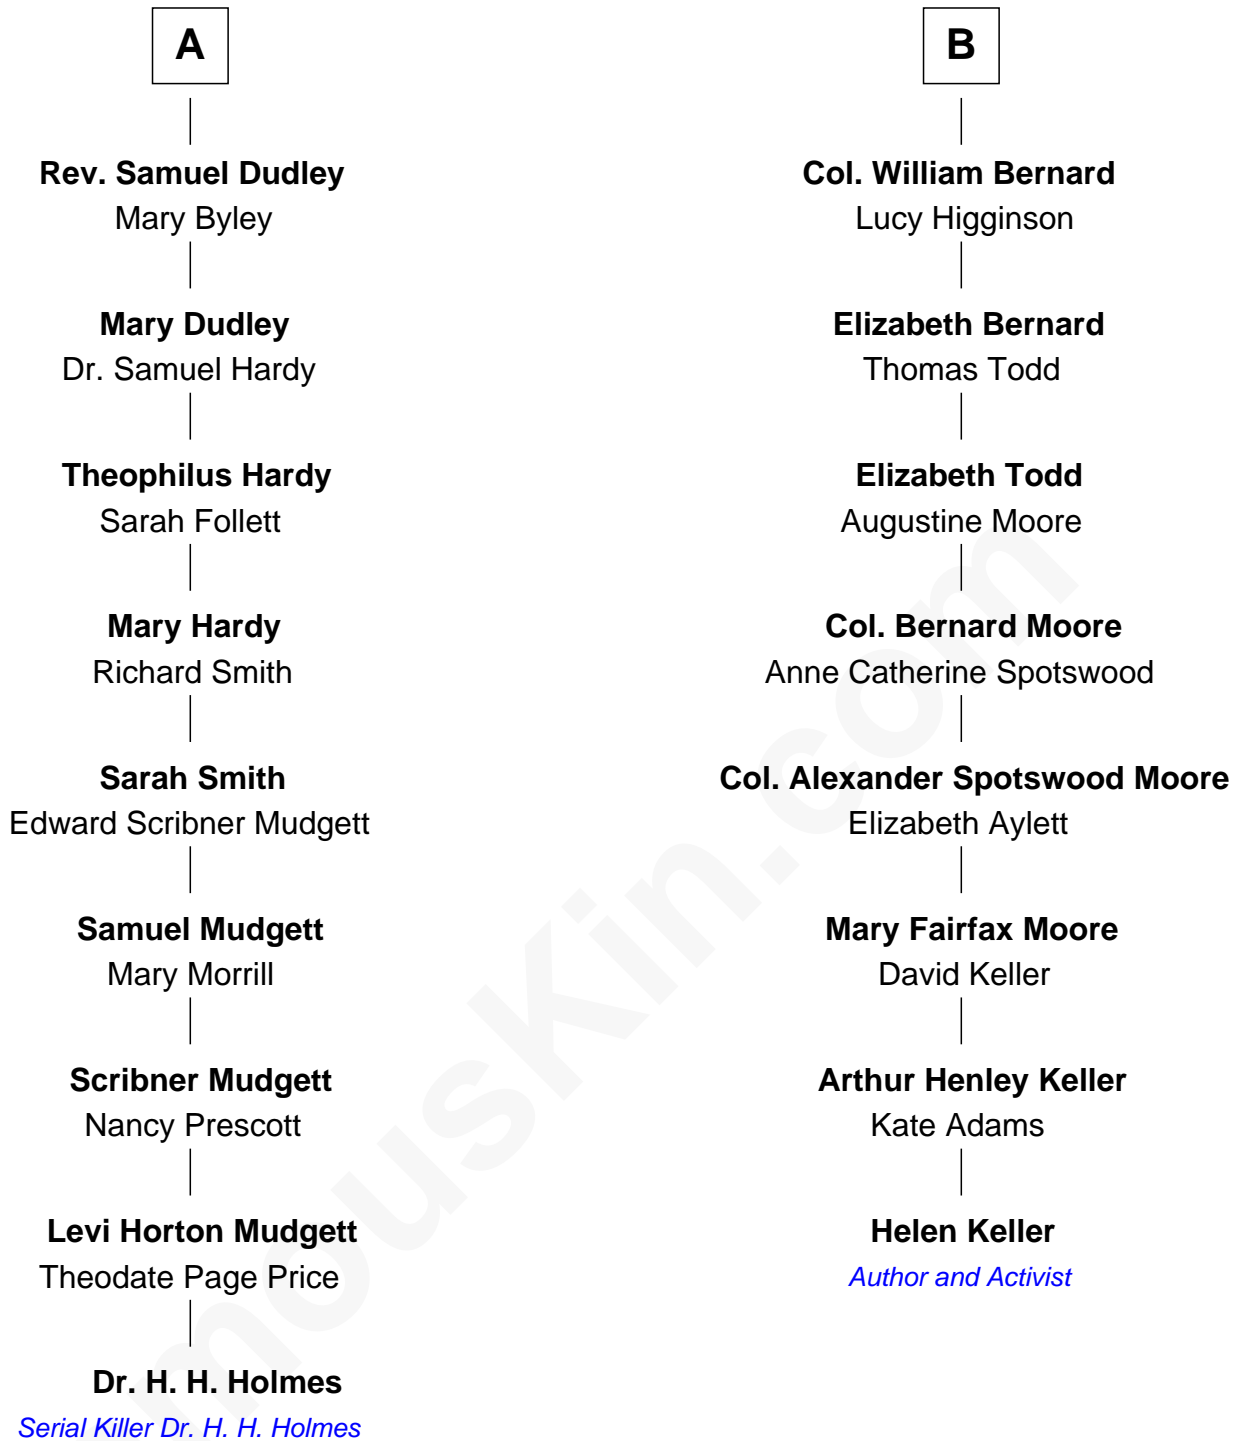 A
Rev. Samuel Dudley
Mary Byley
Mary Dudley
Dr. Samuel Hardy
Theophilus Hardy
Sarah Follett
Mary Hardy
Richard Smith
Sarah Smith
Edward Scribner Mudgett
Samuel Mudgett
Mary Morrill
Scribner Mudgett
Nancy Prescott
Levi Horton Mudgett
Theodate Page Price
Dr. H. H. Holmes
Serial Killer Dr. H. H. Holmes
B
Col. William Bernard
Lucy Higginson
Elizabeth Bernard
Thomas Todd
Elizabeth Todd
Augustine Moore
Col. Bernard Moore
Anne Catherine Spotswood
Col. Alexander Spotswood Moore
Elizabeth Aylett
Mary Fairfax Moore
David Keller
Arthur Henley Keller
Kate Adams
Helen Keller
Author and Activist
mousKin.com